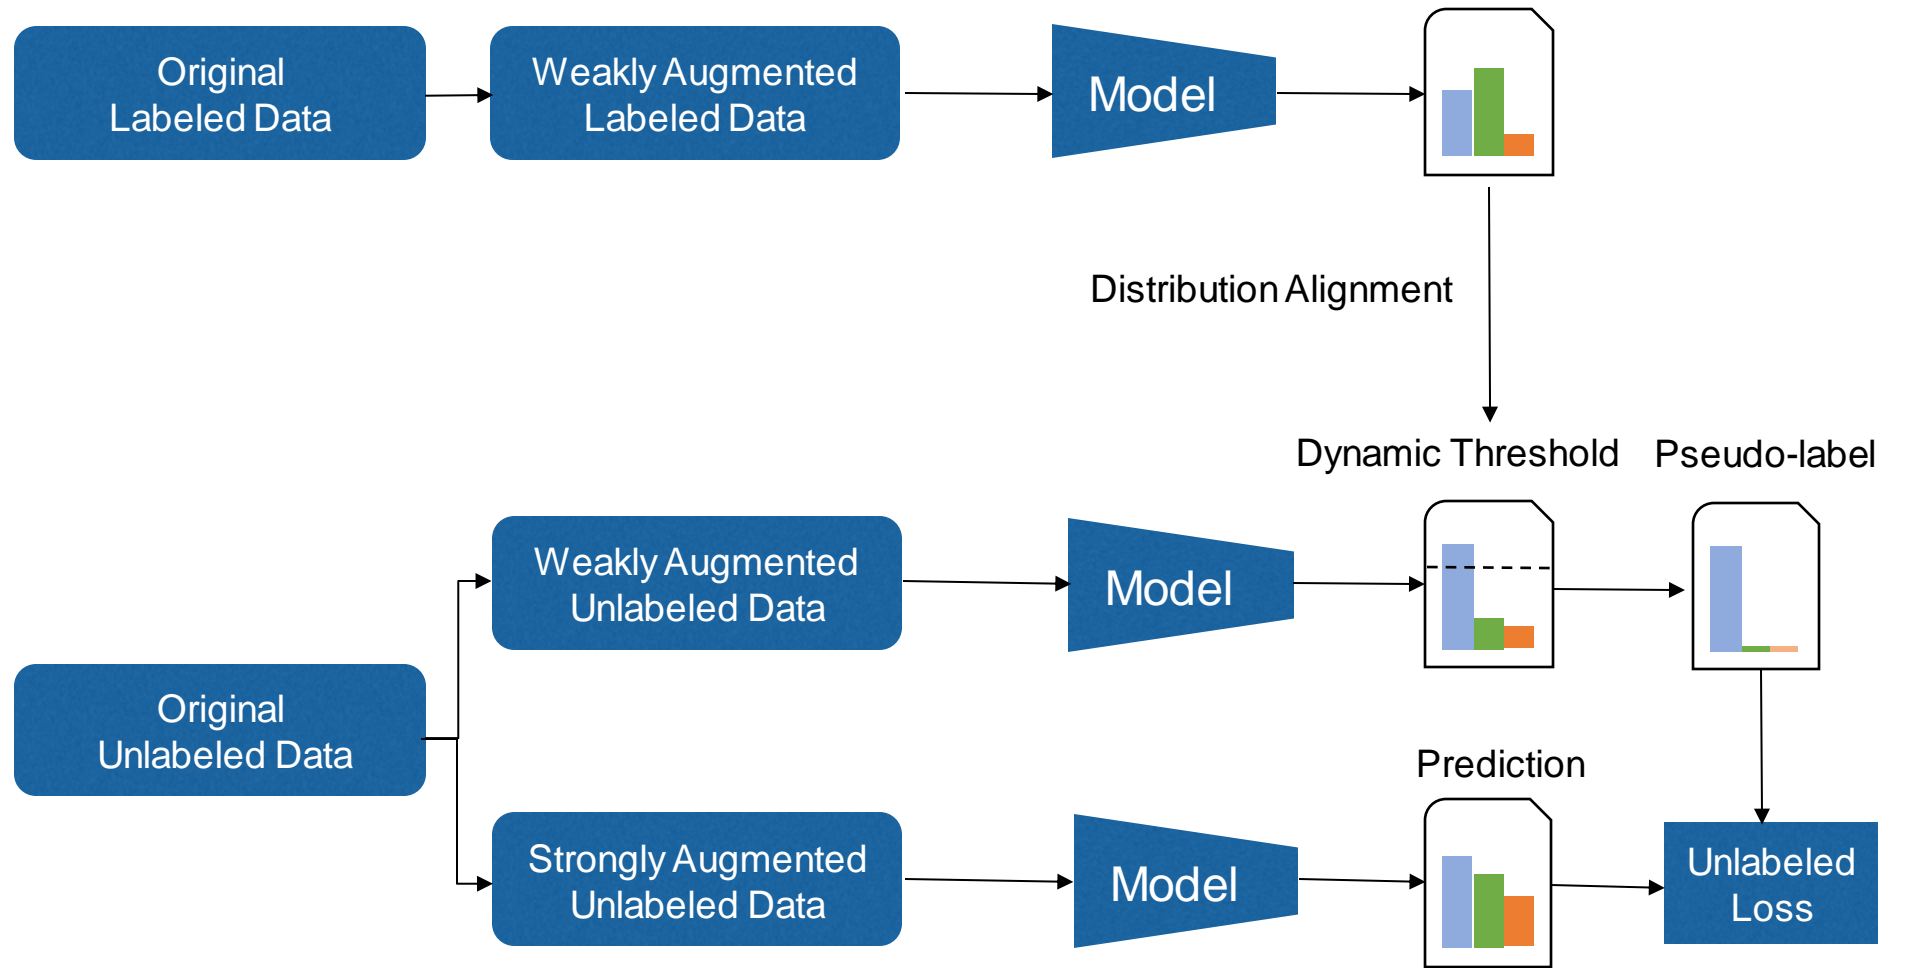 Original
Labeled Data
Weakly Augmented
Labeled Data
Model
Distribution Alignment
Dynamic Threshold
Pseudo-label
Weakly Augmented
Unlabeled Data
Model
Original
Unlabeled Data
Prediction
Strongly Augmented
Unlabeled Data
Model
Unlabeled
Loss